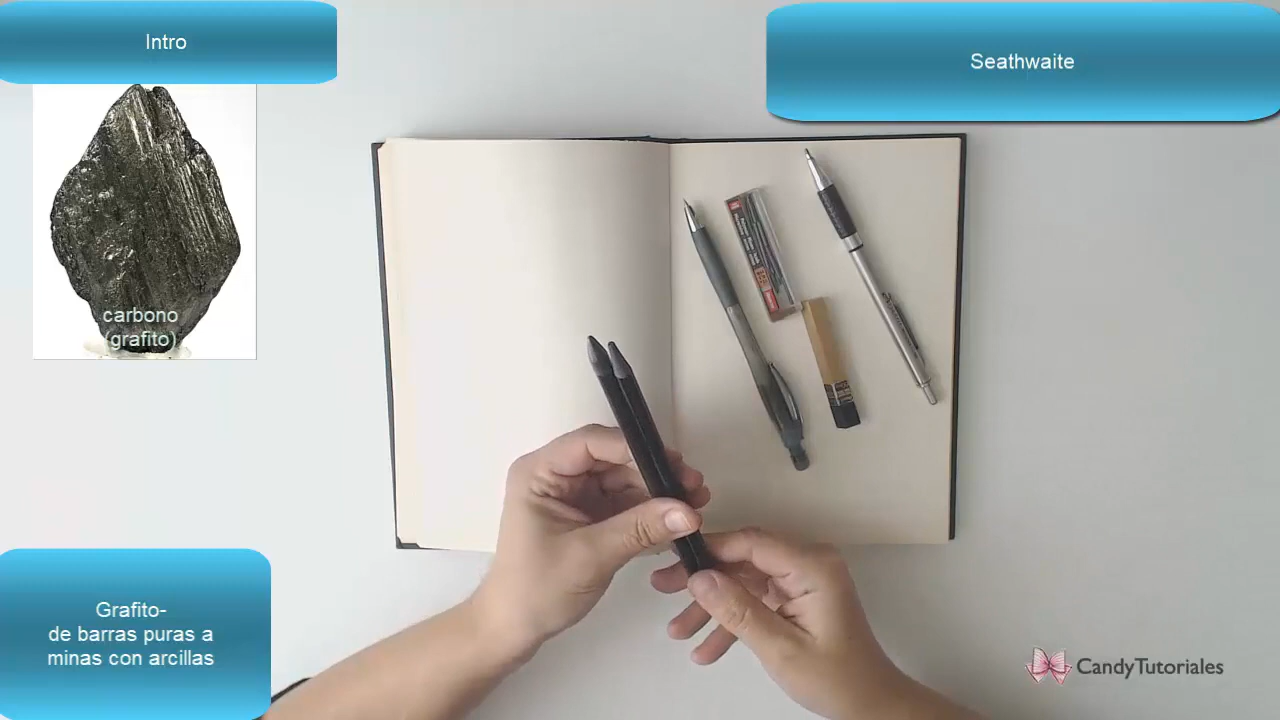 Intro
Seathwaite
carbono
(grafito)
Grafito-
de barras puras a
minas con arcillas
CandyTutoriales